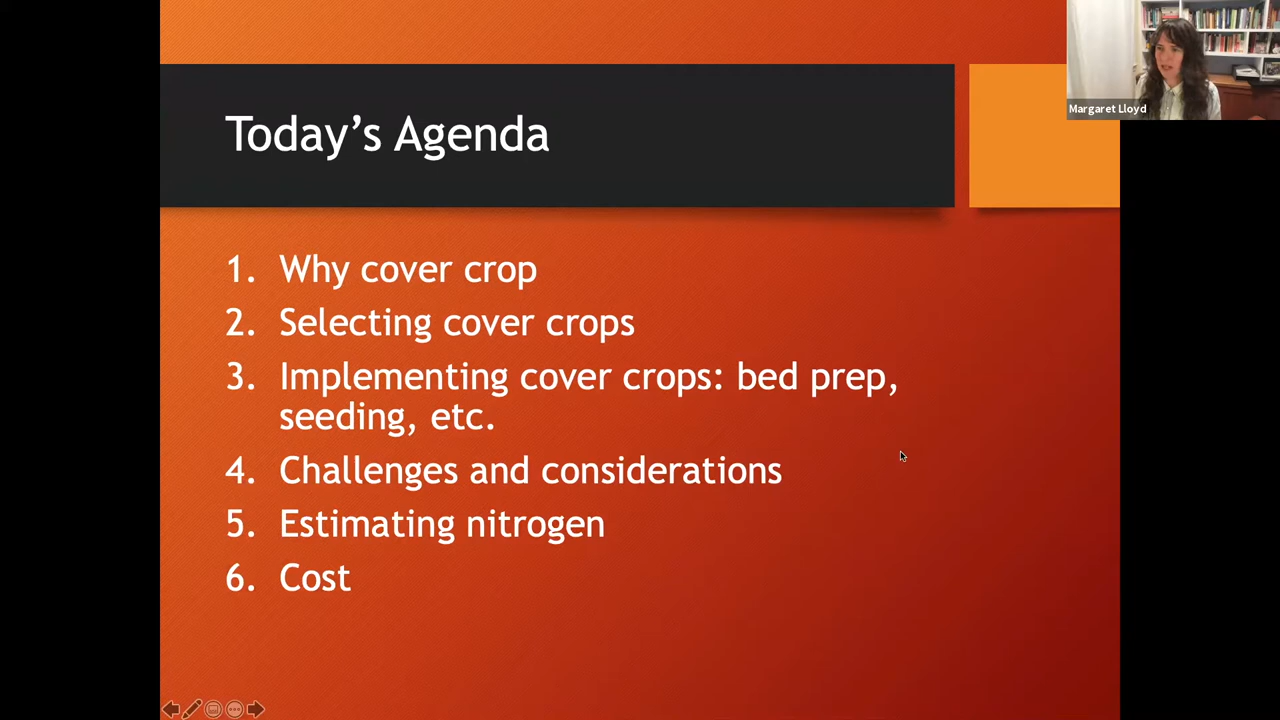 Today's Agenda
Margaret Lloyd
1. Why cover crop
2. Selecting cover crops
3. Implementing cover crops: bed prep,
seeding, etc.
4. Challenges and considerations
5. Estimating nitrogen
6. Cost